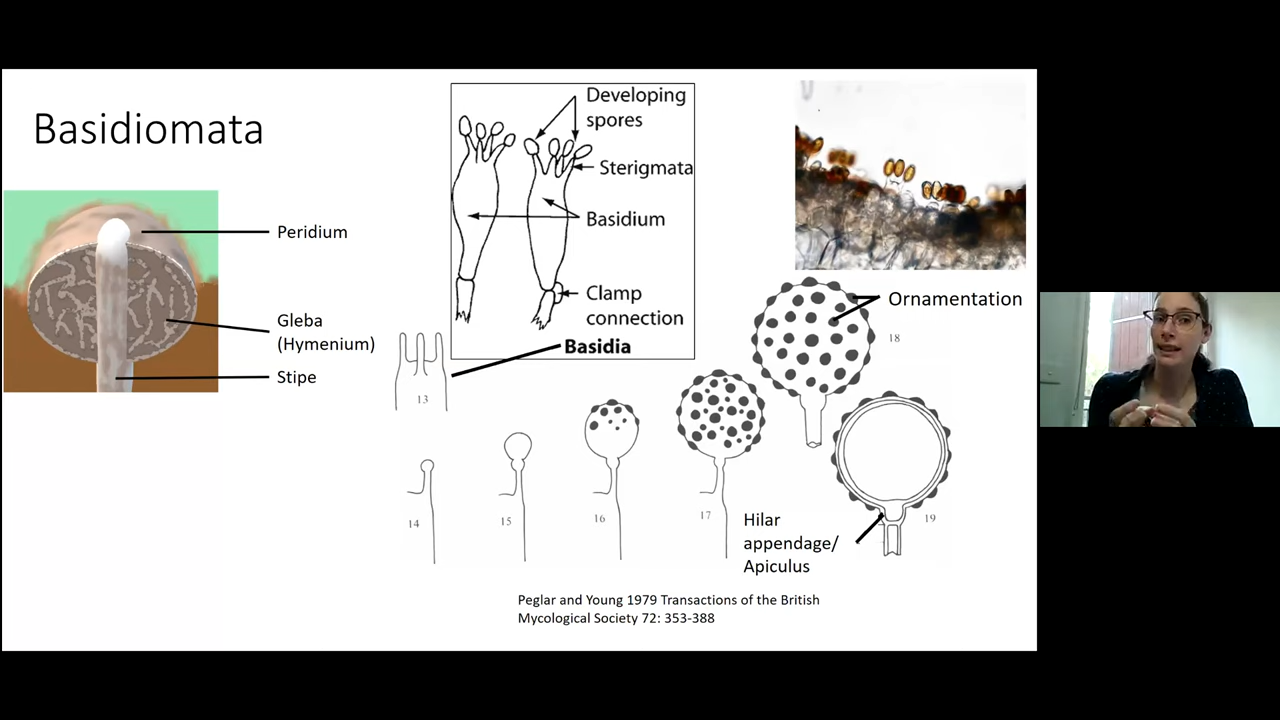 Basidiomata
Peridium
Gleba
(Hymenium)
Stipe
Developing
spores
Sterigmata
Basidium
Clamp
connection
Basidia
Ornamentation
13
14
15
16
17
18
19
Hilar
appendage/
Apiculus
Peglar and Young 1979 Transactions of the British
Mycological Society 72: 353-388